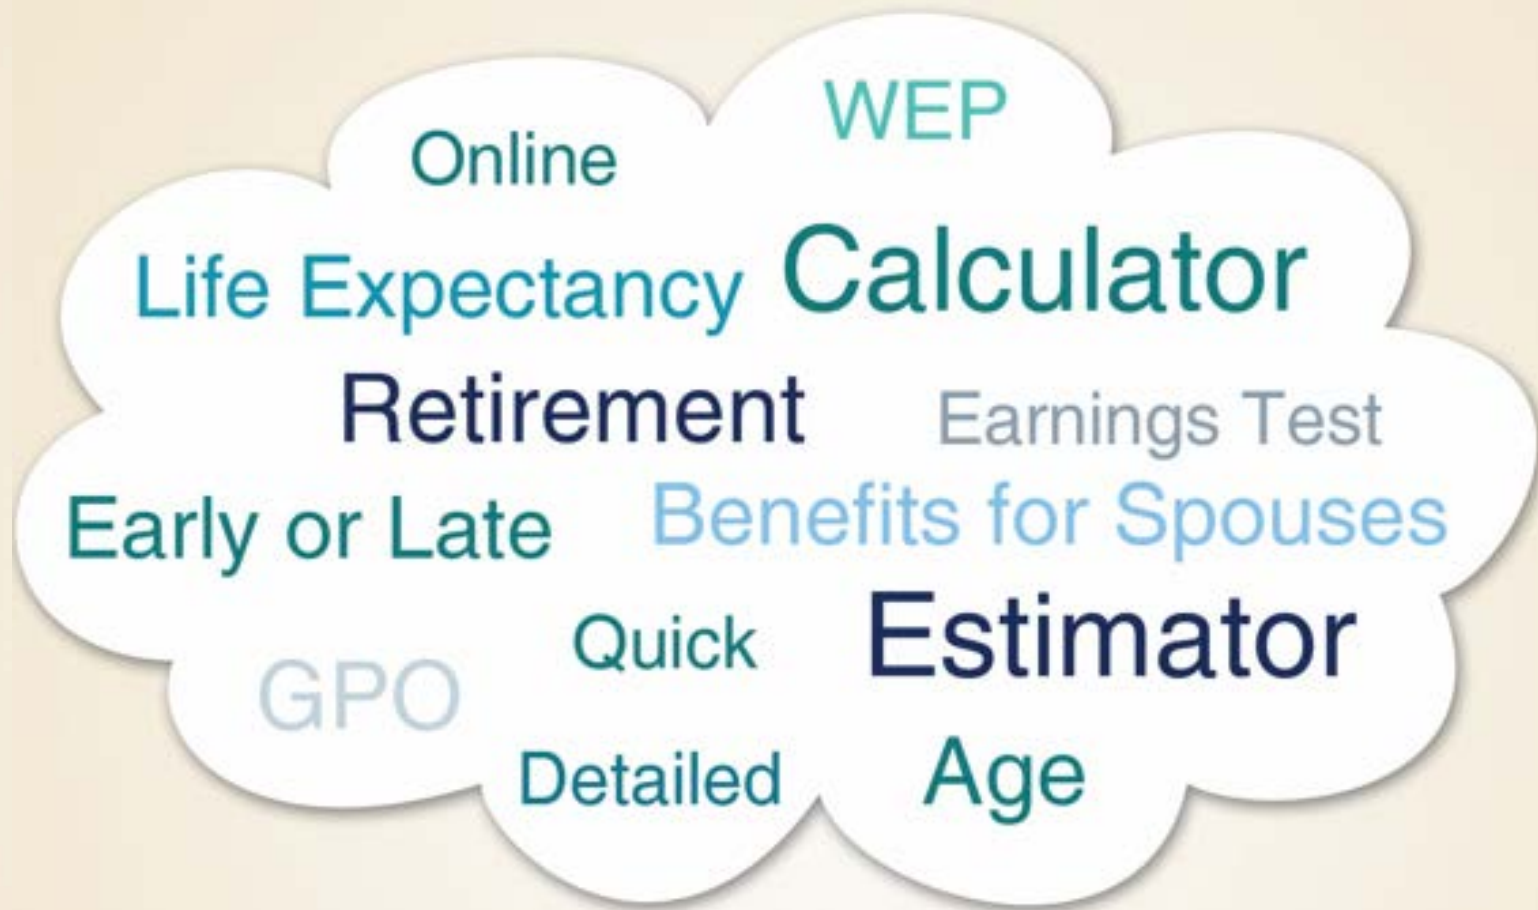 WEP
Online
Life Expectancy
Calculator
Retirement
Earnings Test
Early or Late
Benefits for Spouses
Quick
Estimator
GPO
Detailed
Age